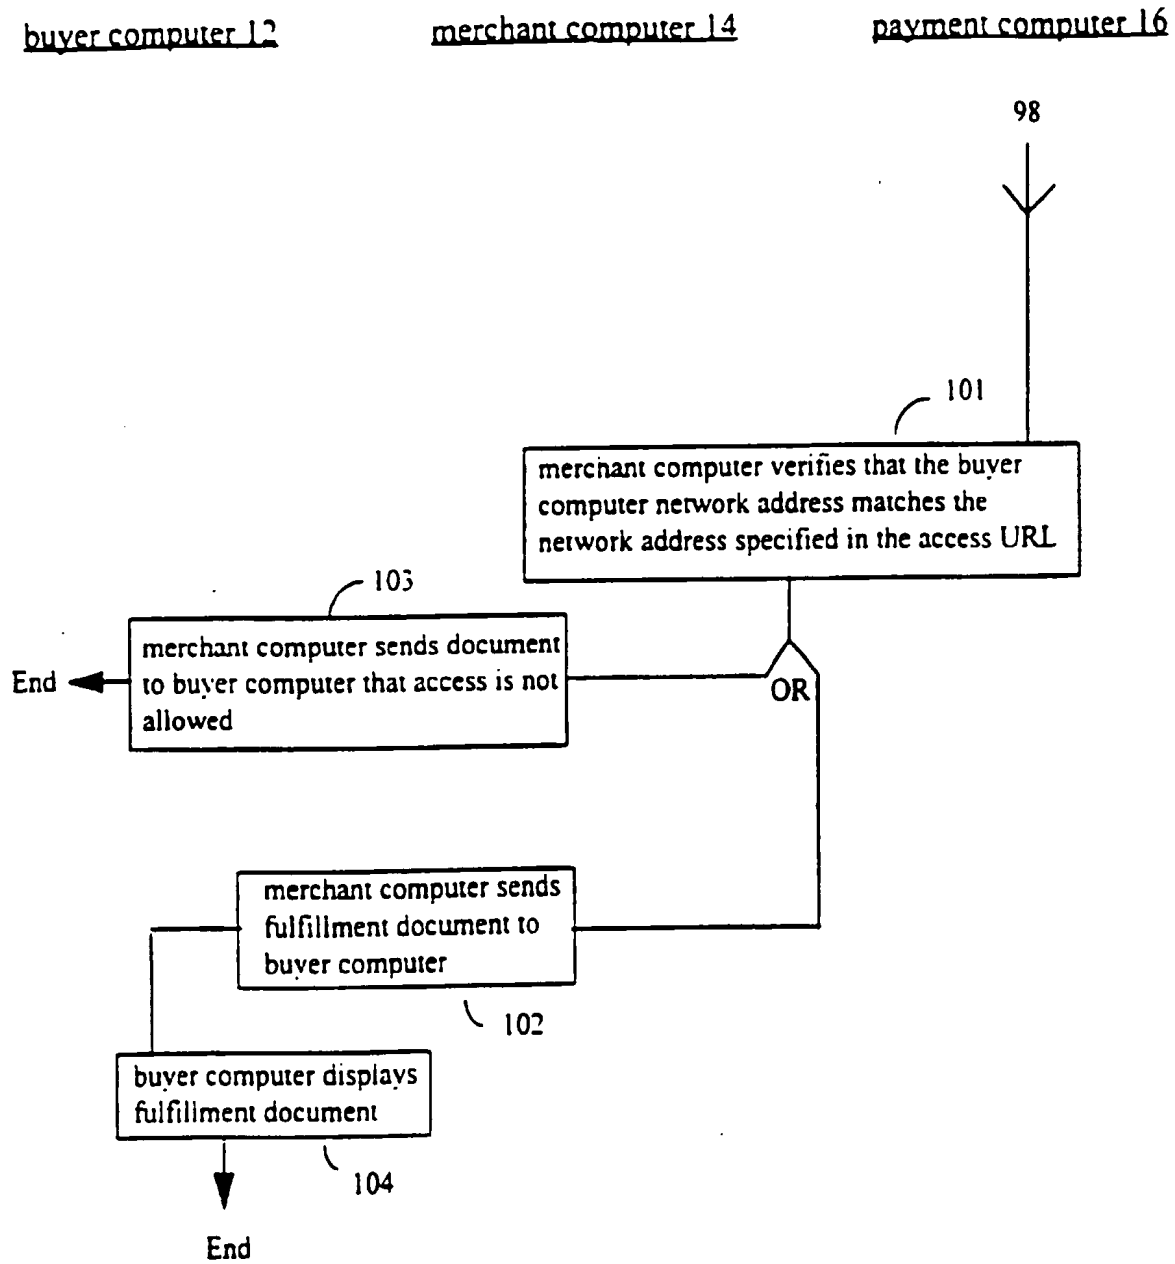 buyer computer 12
merchant computer 14
payment computer 16
98
101
merchant computer verifies that the buyer
computer network address matches the
network address specified in the access URL
103
merchant computer sends document
to buyer computer that access is not
allowed
End
OR
merchant computer sends
fulfillment document to
buyer computer
102
buyer computer displays
fulfillment document
104
End